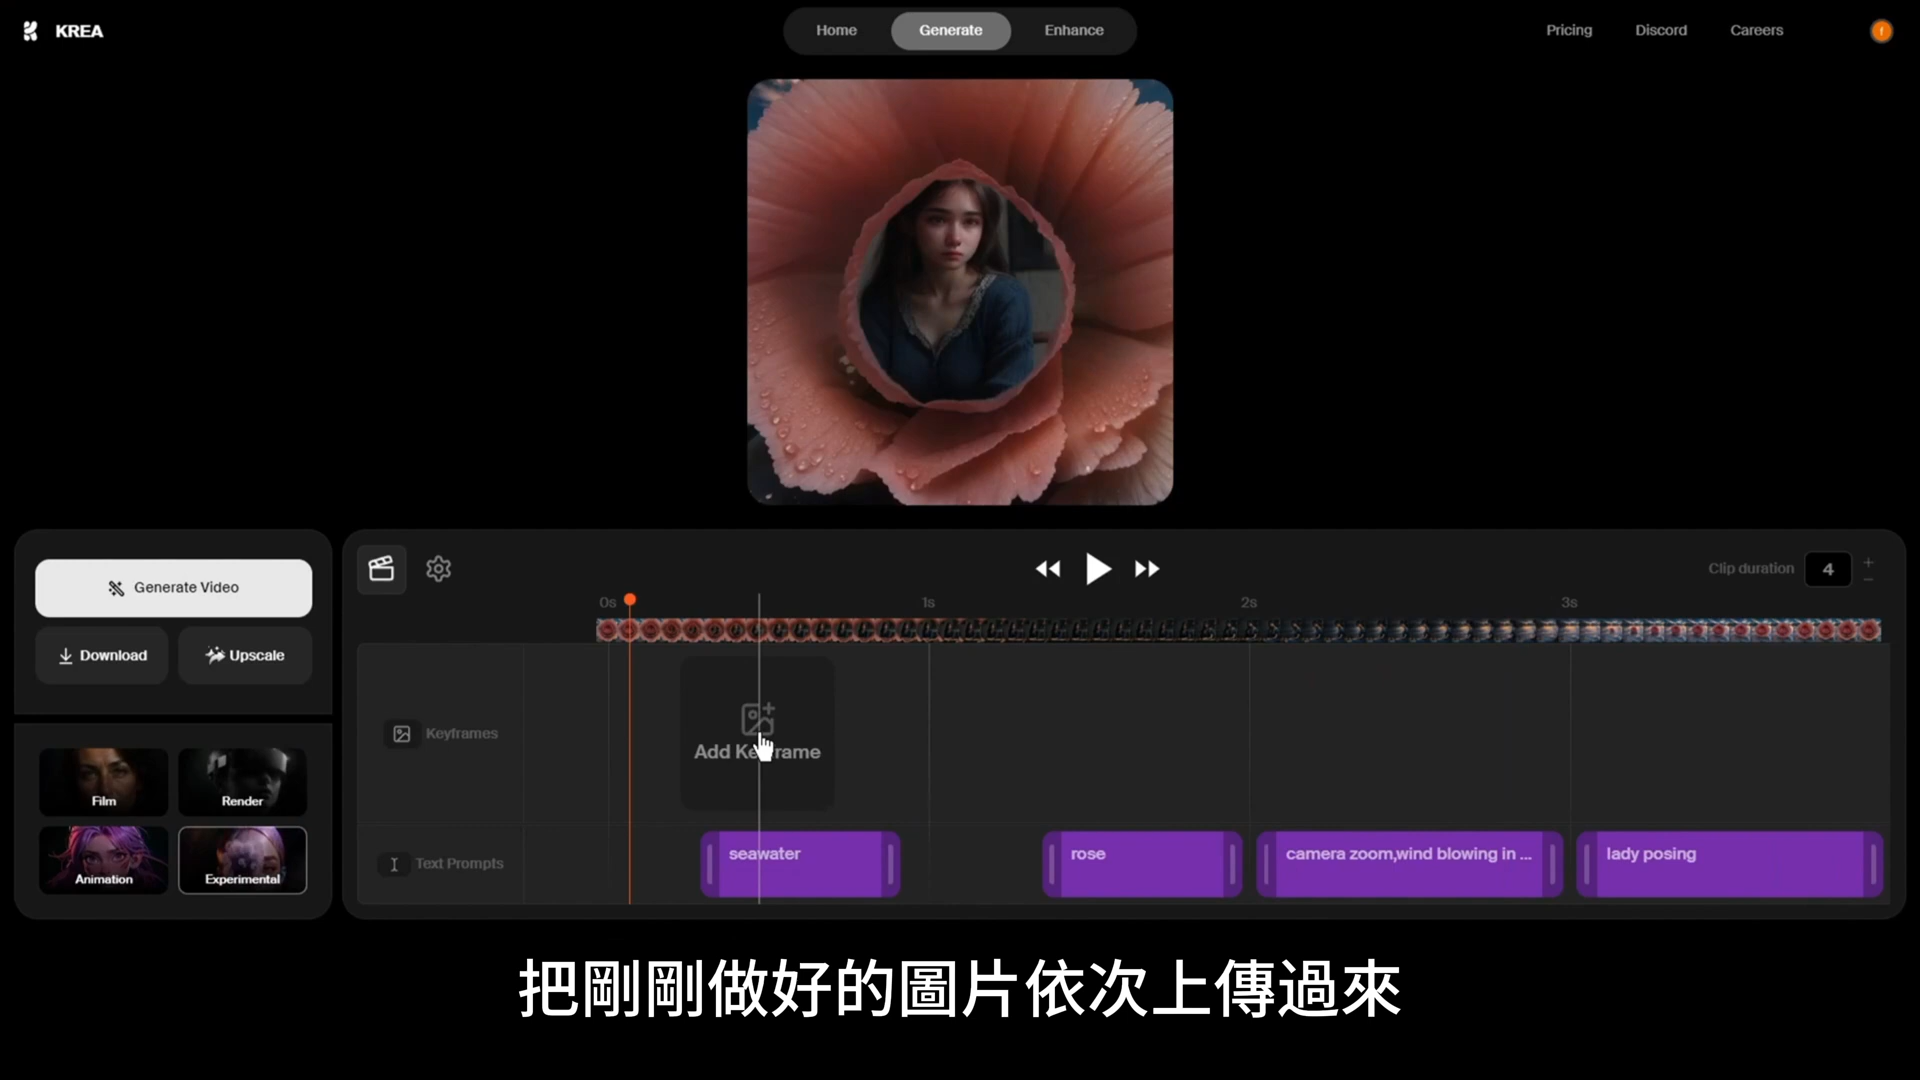 KREA
Home
Generate
Enhance
Pricing
Discord
Careers
Generate Video
Download
Upscale
Film
Render
Animation
Experimental
Clip duration
4
0s
1s
2s
3s
Keyframes
Add Keyframe
Text Prompts
seawater
rose
camera zoom,wind blowing in ...
lady posing
把剛剛做好的圖片依次上傳過來